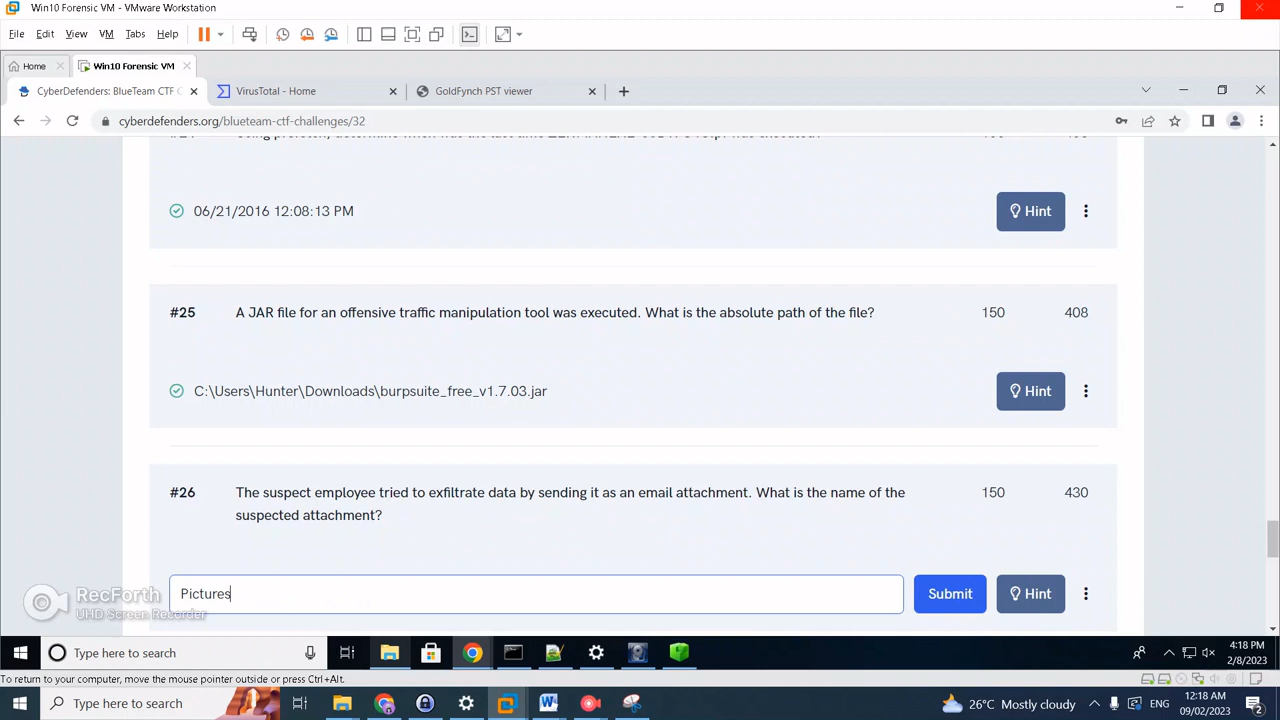 Win10 Forensic VM - VMware Workstation
File Edit View VM Tabs Help
Home Win10 Forensic VM
CyberDefenders: BlueTeam CTF C VirusTotal - Home GoldFynch PST viewer
cyberdefenders.org/blueteam-ctf-challenges/32
06/21/2016 12:08:13 PM Hint
#25 A JAR file for an offensive traffic manipulation tool was executed. What is the absolute path of the file? 150 408
C:\Users\Hunter\Downloads\burpsuite_free_v1.7.03.jar Hint
#26 The suspect employee tried to exfiltrate data by sending it as an email attachment. What is the name of the 150 430
suspected attachment?
Pictures Submit Hint
RecForth
UHD Screen Recorder
Type here to search 4:18 PM
2/8/2023
To return to your computer, move the mouse pointer outside or press Ctrl+Alt.
Type here to search 26°C Mostly cloudy ENG 12:18 AM
09/02/2023
2